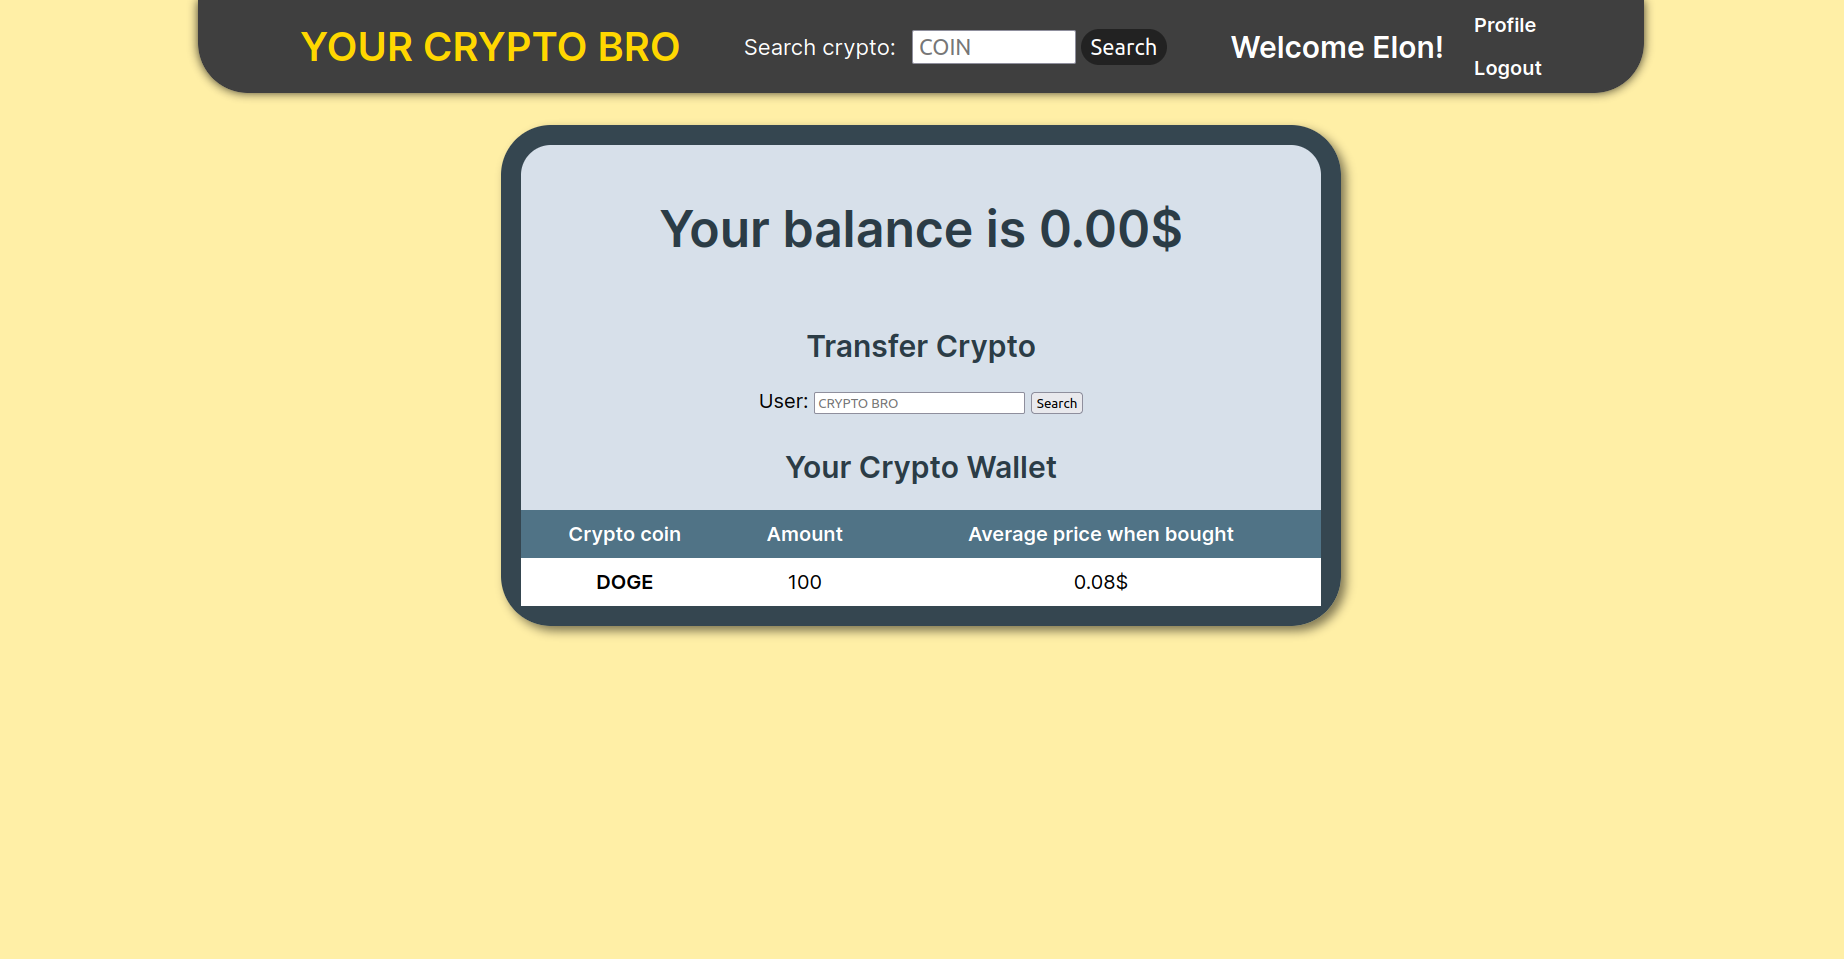 YOUR CRYPTO BRO
Search crypto: COIN Search
Welcome Elon!
Profile
Logout
Your balance is 0.00$
Transfer Crypto
User: CRYPTO BRO Search
Your Crypto Wallet
Crypto coin Amount Average price when bought
DOGE 100 0.08$